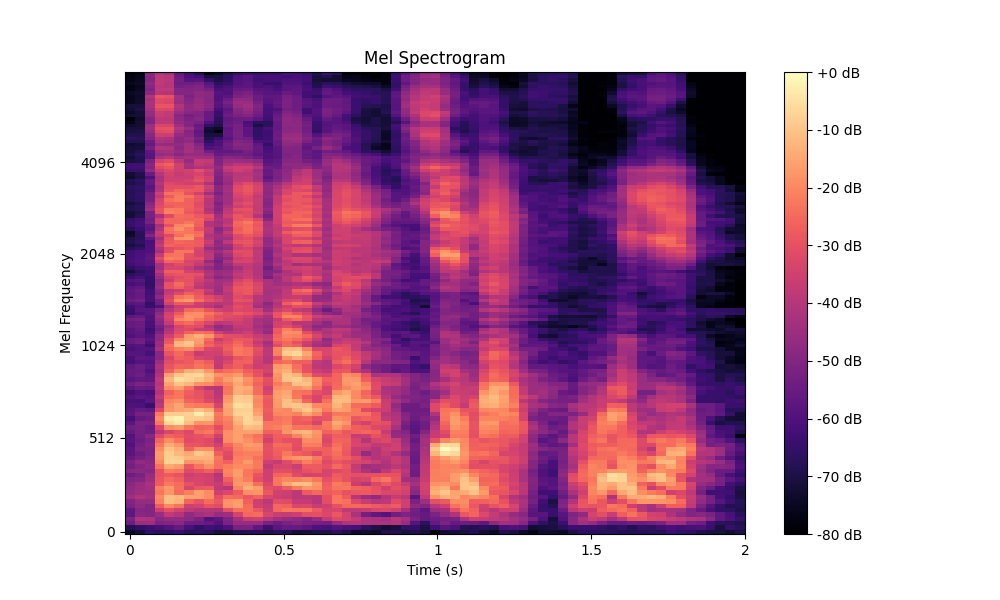 Mel Spectrogram
Mel Frequency
4096
2048
1024
512
0
0
0.5
1
1.5
2
Time (s)
+0 dB
-10 dB
-20 dB
-30 dB
-40 dB
-50 dB
-60 dB
-70 dB
-80 dB